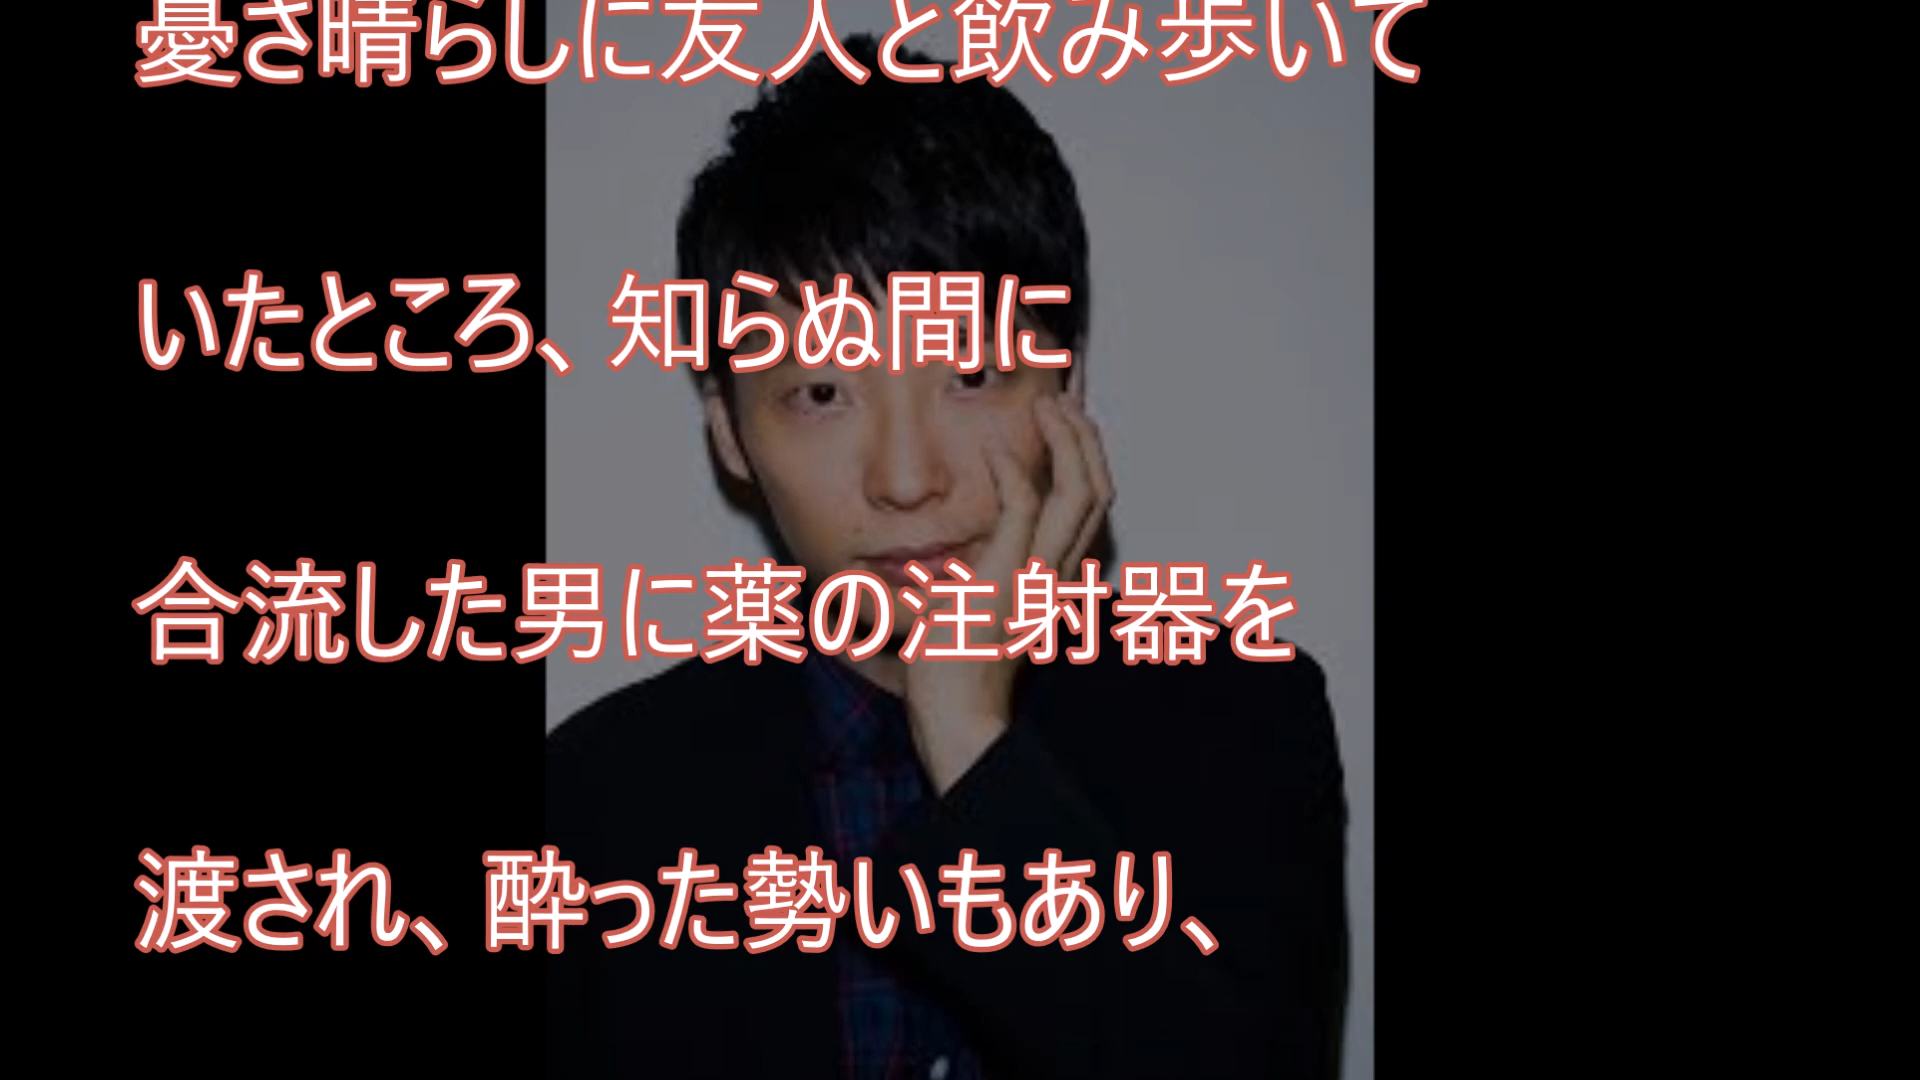 憂さ晴らしに友人と飲み歩いて
いたところ、知らぬ間に
合流した男に薬の注射器を
渡され、酔った勢いもあり、